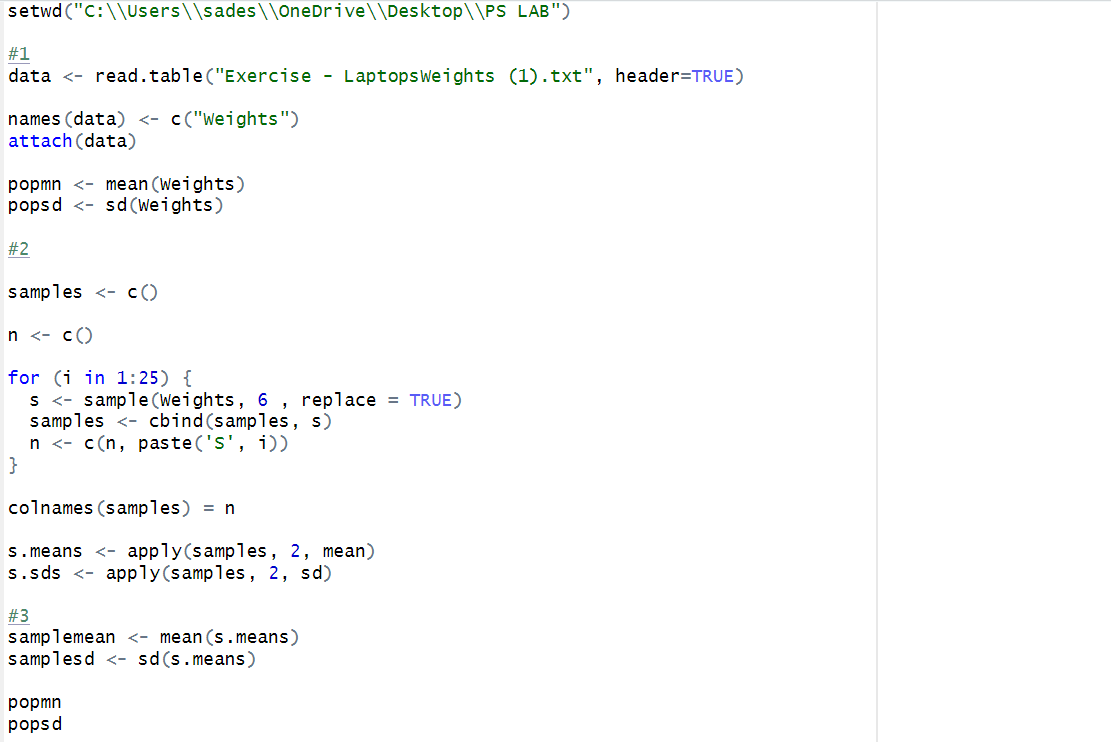 setwd("C:\\Users\\sades\\OneDrive\\Desktop\\PS LAB")
#1
data <- read.table("Exercise - LaptopsWeights (1).txt", header=TRUE)
names(data) <- c("Weights")
attach(data)
popmn <- mean(Weights)
popsd <- sd(Weights)
#2
samples <- c()
n <- c()
for (i in 1:25) {
  s <- sample(Weights, 6 , replace = TRUE)
  samples <- cbind(samples, s)
  n <- c(n, paste('S', i))
}
colnames(samples) = n
s.means <- apply(samples, 2, mean)
s.sds <- apply(samples, 2, sd)
#3
samplemean <- mean(s.means)
samplesd <- sd(s.means)
popmn
popsd